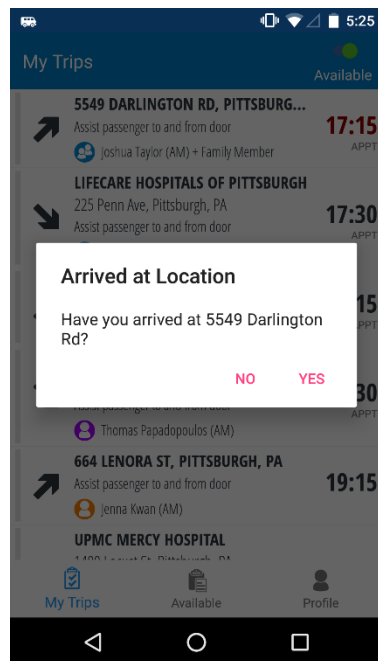 5:25
My Trips
Available
5549 DARLINGTON RD, PITTSBURG...
Assist passenger to and from door
17:15
APPT
Joshua Taylor (AM) + Family Member
LIFECARE HOSPITALS OF PITTSBURGH
225 Penn Ave, Pittsburgh, PA
Assist passenger to and from door
17:30
APPT
Arrived at Location
Have you arrived at 5549 Darlington
Rd?
NO YES
15
30
APPT
Thomas Papadopoulos (AM)
664 LENORA ST, PITTSBURGH, PA
Assist passenger to and from door
19:15
Jenna Kwan (AM)
UPMC MERCY HOSPITAL
My Trips
Available
Profile